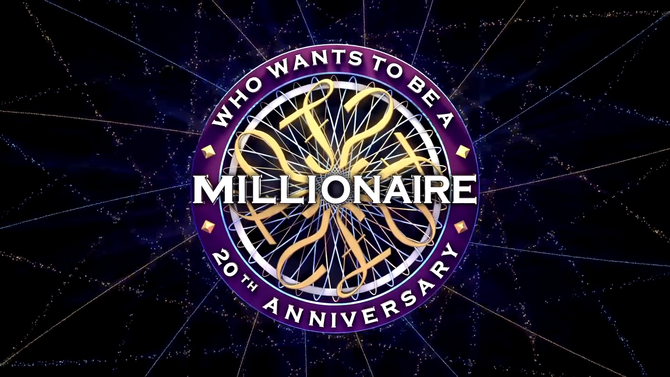 WHO WANTS TO BE A
MILLIONAIRE
20TH ANNIVERSARY